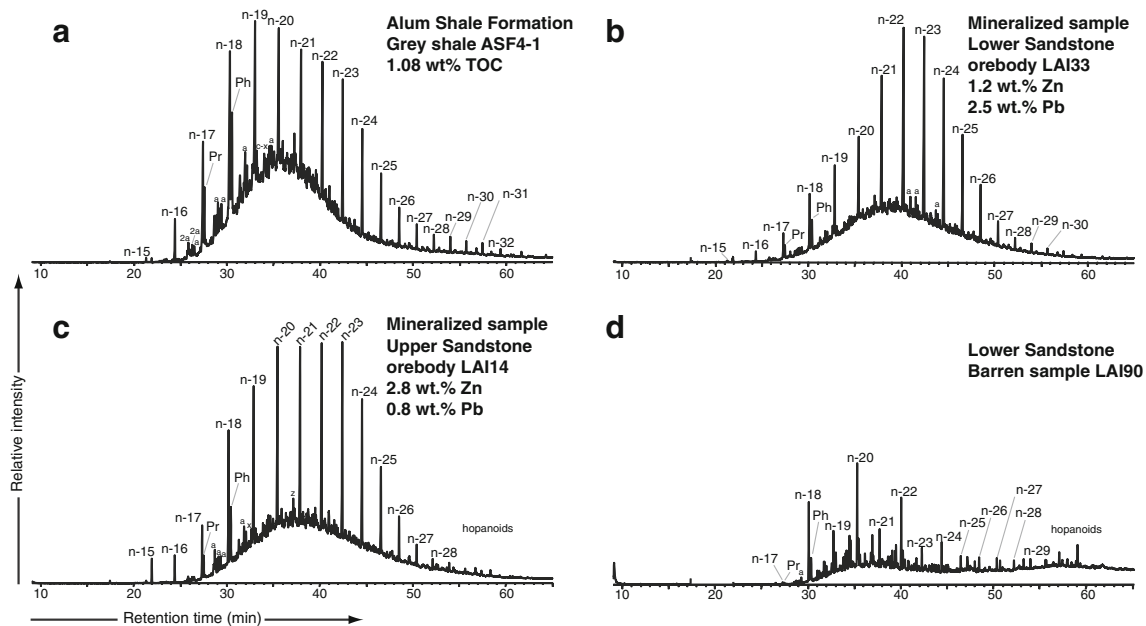 a
Alum Shale Formation
Grey shale ASF4-1
1.08 wt% TOC
n-15
n-16
2a
2a
a
n-17
Pr
a
a
n-18
Ph
a
n-19
c-x
a
n-20
n-21
n-22
n-23
n-24
n-25
n-26
n-27
n-28
n-29
n-30
n-31
n-32
10 20 30 40 50 60
b
Mineralized sample
Lower Sandstone
orebody LAI33
1.2 wt.% Zn
2.5 wt.% Pb
n-15
n-16
n-17
Pr
n-18
Ph
n-19
n-20
n-21
n-22
a
a
n-23
a
n-24
n-25
n-26
n-27
n-28
n-29
n-30
10 20 30 40 50 60
c
Mineralized sample
Upper Sandstone
orebody LAI14
2.8 wt.% Zn
0.8 wt.% Pb
n-15
n-16
n-17
Pr
a
a
a
n-18
Ph
a
x
n-19
n-20
z
n-21
n-22
n-23
n-24
n-25
n-26
n-27
n-28
hopanoids
10 20 30 40 50 60
d
Lower Sandstone
Barren sample LAI90
n-17
Pr
a
n-18
Ph
n-19
n-20
n-21
n-22
n-23
n-24
n-25
n-26
n-27
n-28
n-29
hopanoids
10 20 30 40 50 60
Relative intensity
Retention time (min)